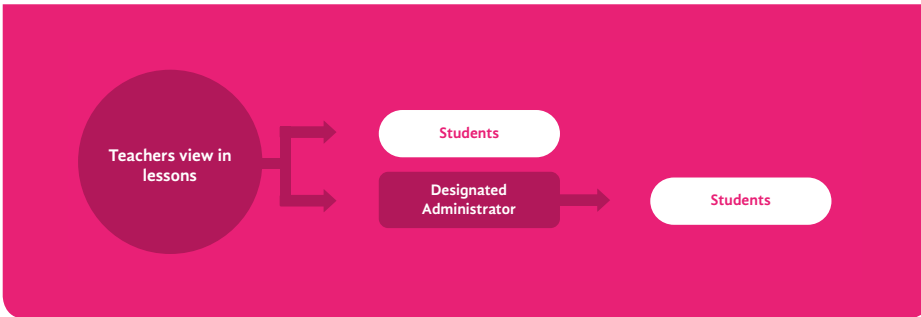 Teachers view in
lessons
Students
Designated
Administrator
Students